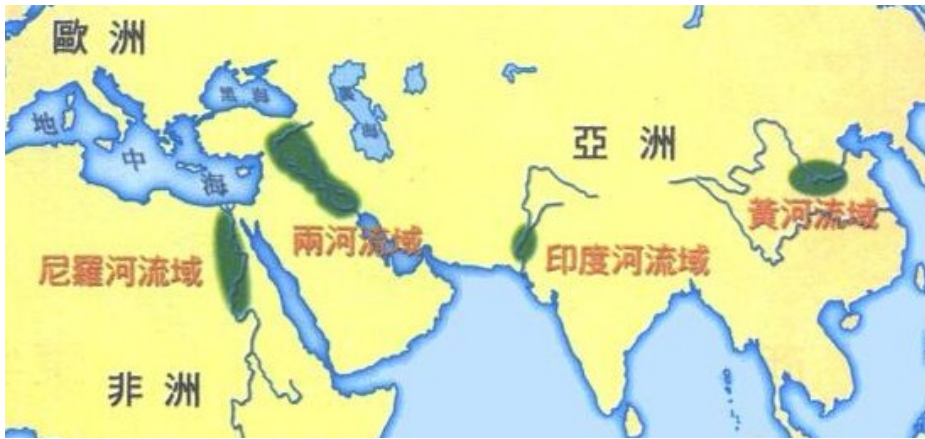 歐洲
黑海
裏海
地中海
亞洲
黃河流域
兩河流域
印度河流域
尼羅河流域
非洲